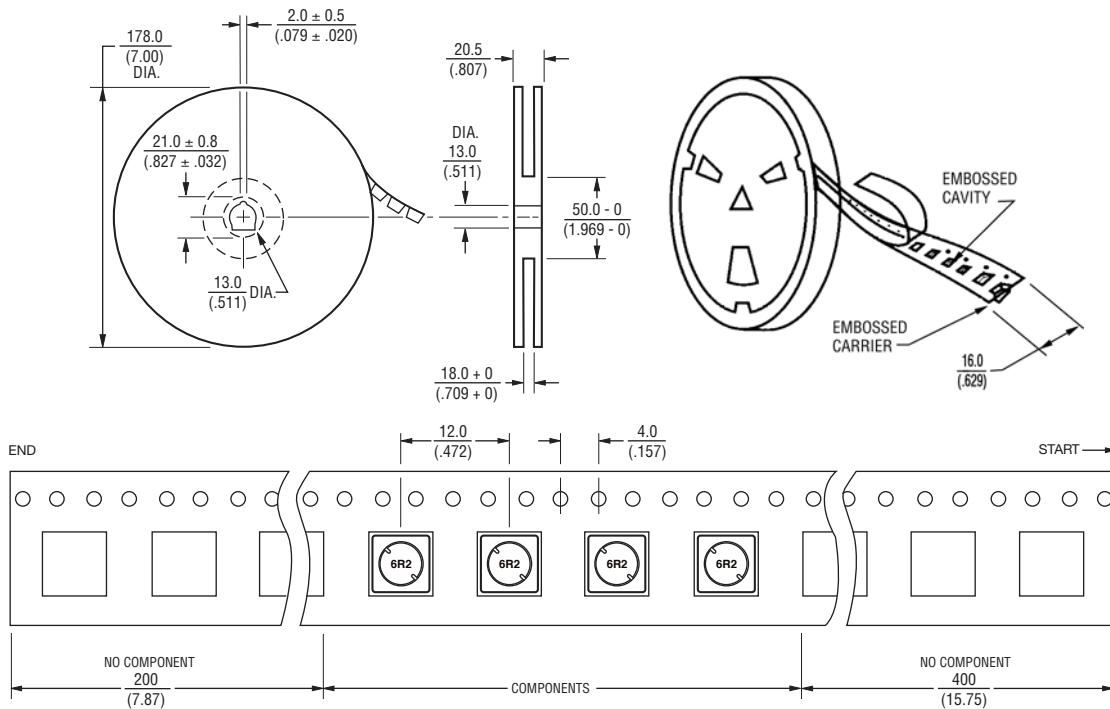 178.0
(7.00)
DIA.
2.0 ± 0.5
(.079 ± .020)
21.0 ± 0.8
(.827 ± .032)
13.0
(.511)
DIA.
20.5
(.807)
DIA.
13.0
(.511)
50.0 - 0
(1.969 - 0)
18.0 + 0
(.709 + 0)
EMBOSSED
CAVITY
EMBOSSED
CARRIER
16.0
(.629)
END
12.0
(.472)
4.0
(.157)
START
6R2
6R2
6R2
6R2
NO COMPONENT
200
(7.87)
COMPONENTS
NO COMPONENT
400
(15.75)